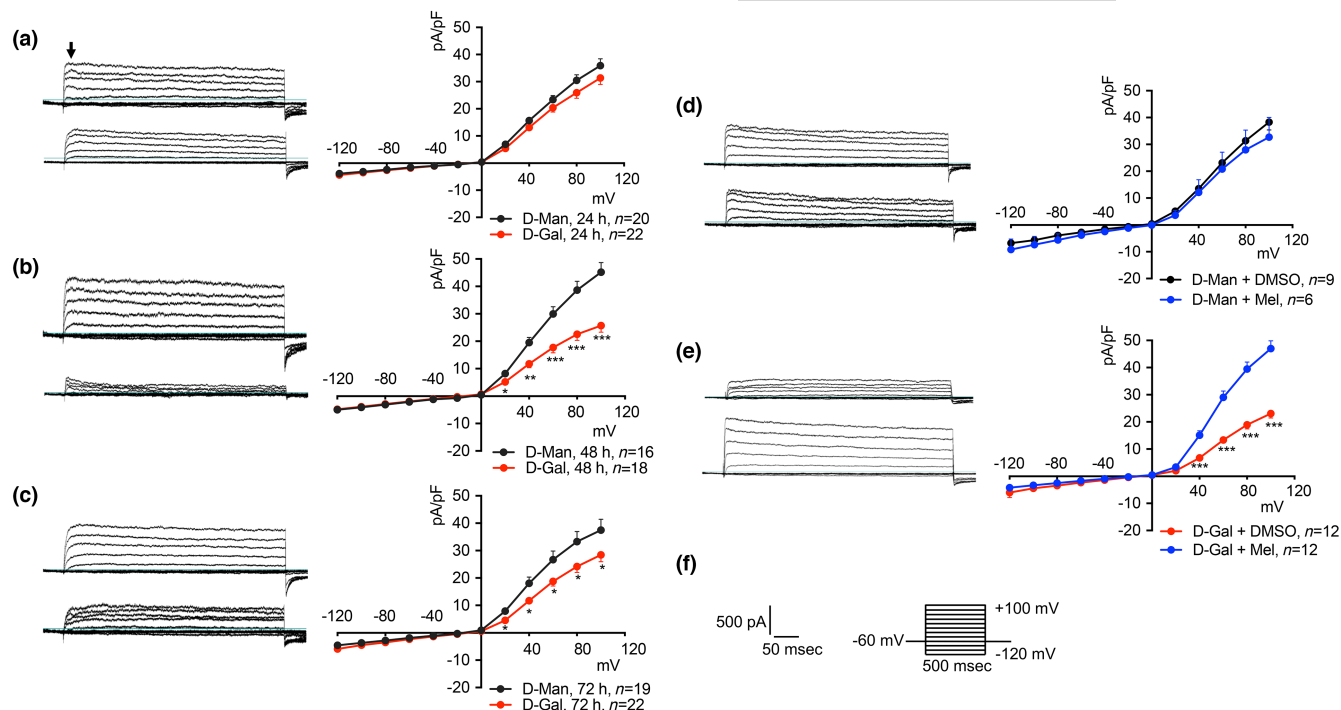 (a)
pA/pF
50
40
30
20
10
-120
-80
-40
40
80
120
mV
-10
-20
D-Man, 24 h, n=20
D-Gal, 24 h, n=22
(b)
pA/pF
50
40
30
20
10
-120
-80
-40
*
**
***
***
***
40
80
120
mV
-10
-20
D-Man, 48 h, n=16
D-Gal, 48 h, n=18
(c)
pA/pF
50
40
30
20
10
-120
-80
-40
*
*
*
*
*
40
80
120
mV
-10
-20
D-Man, 72 h, n=19
D-Gal, 72 h, n=22
(d)
pA/pF
50
40
30
20
10
-120
-80
-40
40
80
120
mV
-10
-20
D-Man + DMSO, n=9
D-Man + Mel, n=6
(e)
pA/pF
50
40
30
20
10
-120
-80
-40
***
***
***
***
40
80
120
mV
-10
-20
D-Gal + DMSO, n=12
D-Gal + Mel, n=12
(f)
500 pA
50 msec
+100 mV
-60 mV
-120 mV
500 msec